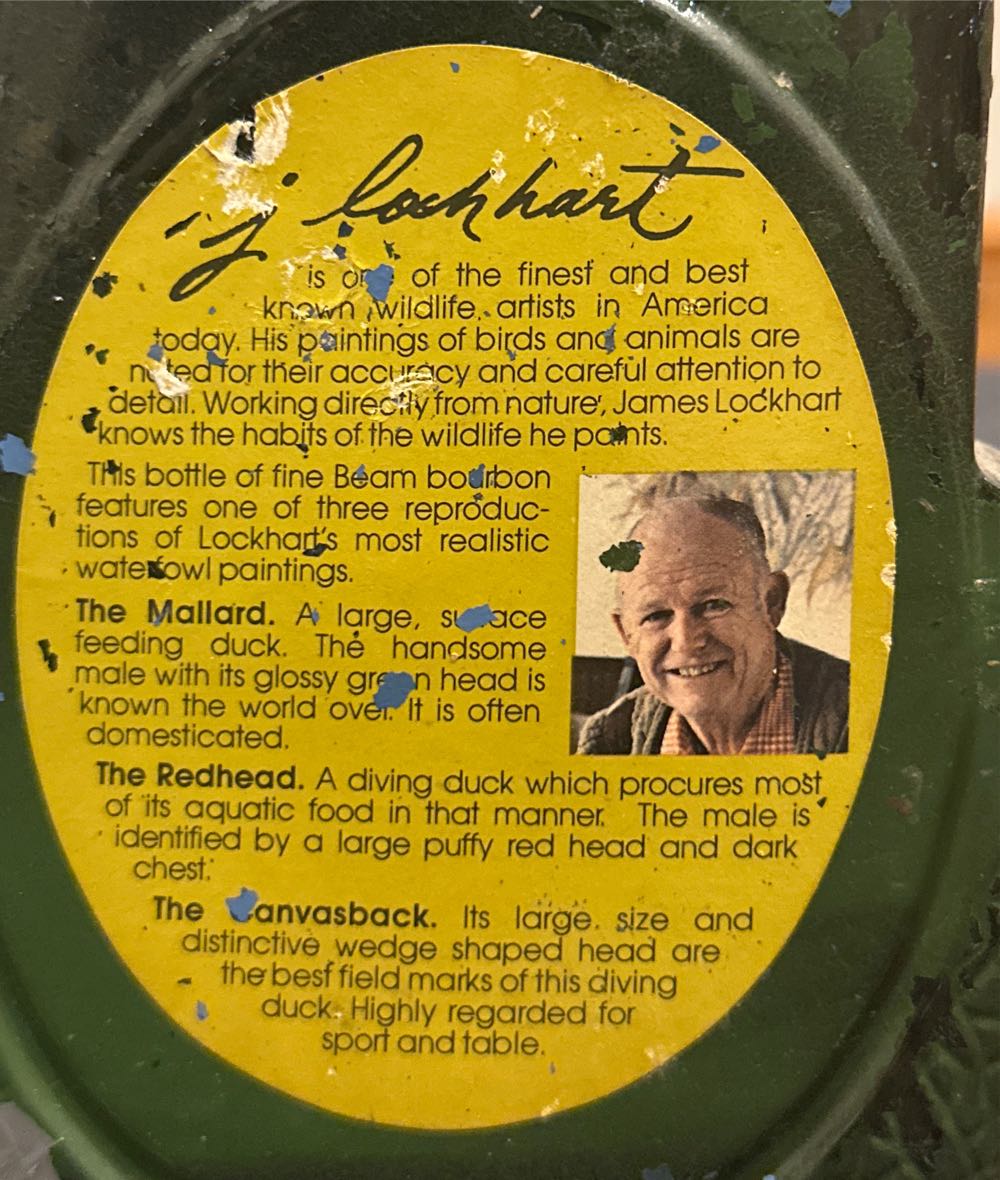 j lockhart
is one of the finest and best
known wildlife artists in America
today. His paintings of birds and animals are
noted for their accuracy and careful attention to
detail. Working directly from nature, James Lockhart
knows the habits of the wildlife he paints.
This bottle of fine Beam bourbon
features one of three reproduc-
tions of Lockhart's most realistic
waterfowl paintings.
The Mallard. A large, surface
feeding duck. The handsome
male with its glossy green head is
known the world over. It is often
domesticated.
The Redhead. A diving duck which procures most
of its aquatic food in that manner. The male is
identified by a large puffy red head and dark
chest.
The Canvasback. Its large size and
distinctive wedge shaped head are
the best field marks of this diving
duck. Highly regarded for
sport and table.